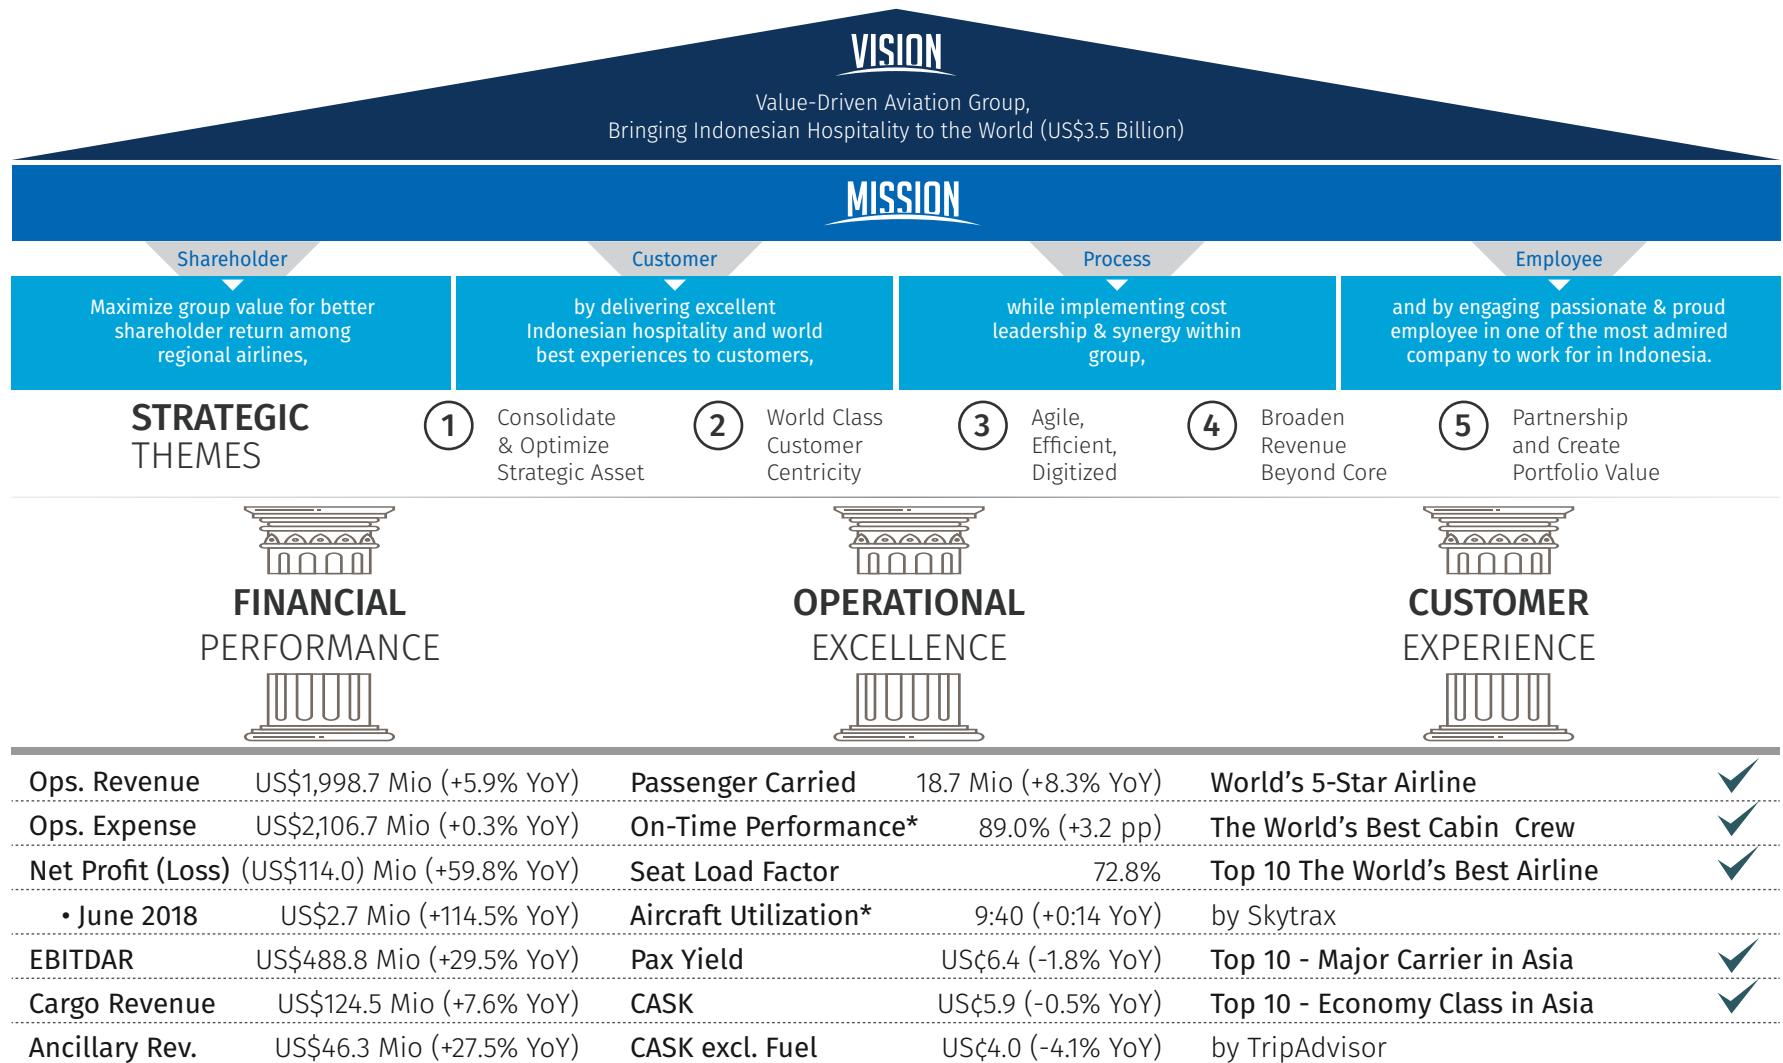 VISION
Value-Driven Aviation Group,
Bringing Indonesian Hospitality to the World (US$3.5 Billion)
MISSION
Shareholder
Maximize group value for better
shareholder return among
regional airlines,
Customer
by delivering excellent
Indonesian hospitality and world
best experiences to customers,
Process
while implementing cost
leadership & synergy within
group,
Employee
and by engaging passionate & proud
employee in one of the most admired
company to work for in Indonesia.
STRATEGIC
THEMES
1
Consolidate
& Optimize
Strategic Asset
2
World Class
Customer
Centricity
3
Agile,
Efficient,
Digitized
4
Broaden
Revenue
Beyond Core
5
Partnership
and Create
Portfolio Value
FINANCIAL
PERFORMANCE
Ops. Revenue US$1,998.7 Mio (+5.9% YoY)
Ops. Expense US$2,106.7 Mio (+0.3% YoY)
Net Profit (Loss) (US$114.0) Mio (+59.8% YoY)
• June 2018 US$2.7 Mio (+114.5% YoY)
EBITDAR US$488.8 Mio (+29.5% YoY)
Cargo Revenue US$124.5 Mio (+7.6% YoY)
Ancillary Rev. US$46.3 Mio (+27.5% YoY)
OPERATIONAL
EXCELLENCE
Passenger Carried 18.7 Mio (+8.3% YoY)
On-Time Performance* 89.0% (+3.2 pp)
Seat Load Factor 72.8%
Aircraft Utilization* 9:40 (+0:14 YoY)
Pax Yield US¢6.4 (-1.8% YoY)
CASK US¢5.9 (-0.5% YoY)
CASK excl. Fuel US¢4.0 (-4.1% YoY)
CUSTOMER
EXPERIENCE
World's 5-Star Airline
The World's Best Cabin Crew
Top 10 The World's Best Airline
by Skytrax
Top 10 - Major Carrier in Asia
Top 10 - Economy Class in Asia
by TripAdvisor